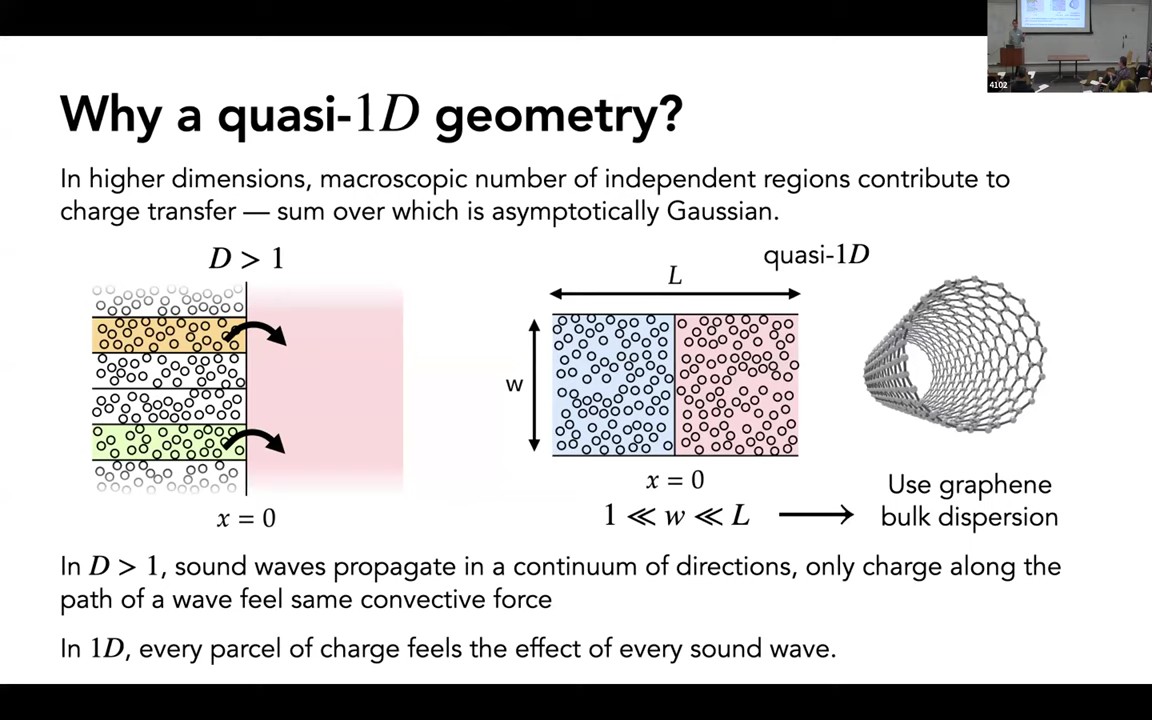 4102
Why a quasi-1D geometry?
In higher dimensions, macroscopic number of independent regions contribute to
charge transfer — sum over which is asymptotically Gaussian.
D > 1
quasi-1D
L
w
x = 0
x = 0
1 ≪ w ≪ L
Use graphene
bulk dispersion
In D > 1, sound waves propagate in a continuum of directions, only charge along the
path of a wave feel same convective force
In 1D, every parcel of charge feels the effect of every sound wave.